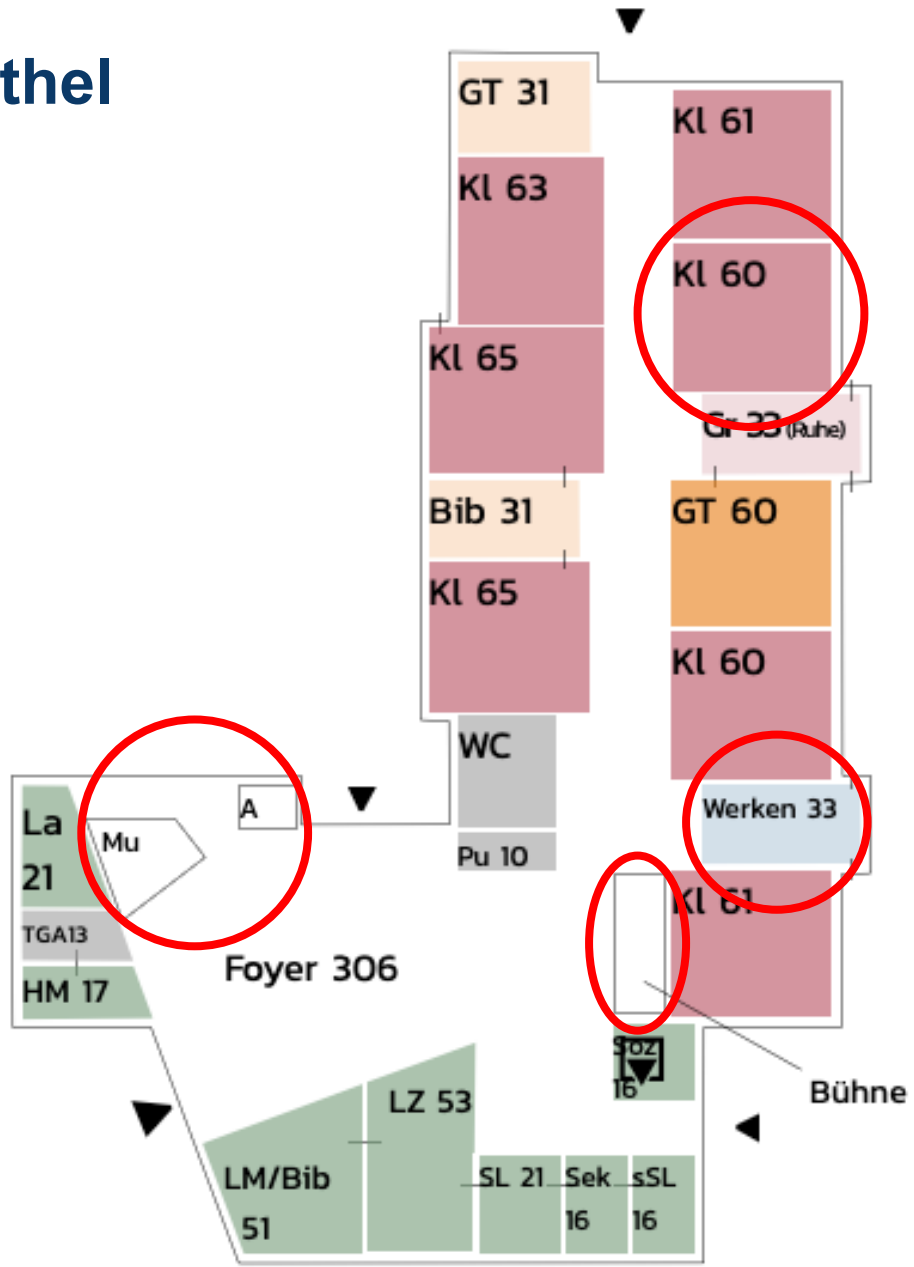 thel
GT 31
Kl 61
Kl 63
Kl 60
Kl 65
Gr 33 (Ruhe)
Bib 31
GT 60
Kl 65
Kl 60
WC
Werken 33
La
21
Mu
A
Pu 10
Kl 61
TGA13
HM 17
Foyer 306
Soz
16
Bühne
LZ 53
LM/Bib
51
SL 21
Sek
16
sSL
16